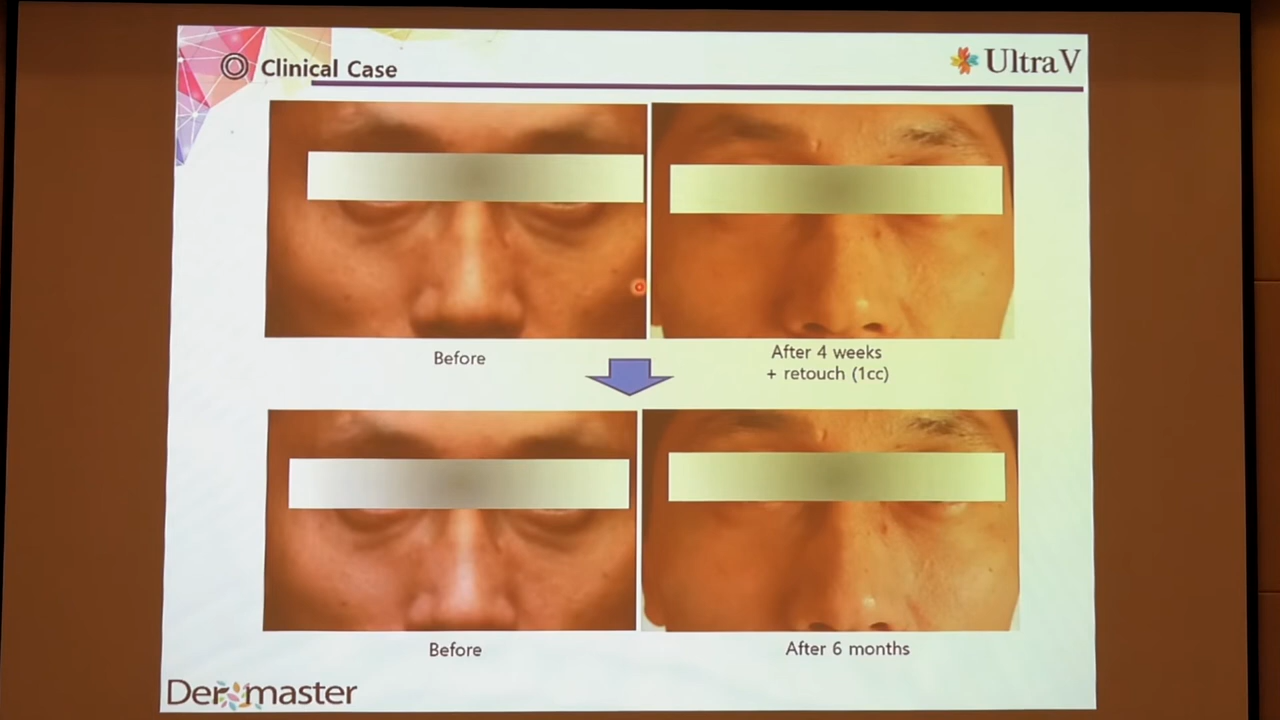 Clinical Case
UltraV
Before
After 4 weeks
+ retouch (1cc)
Before
After 6 months
Dermaster